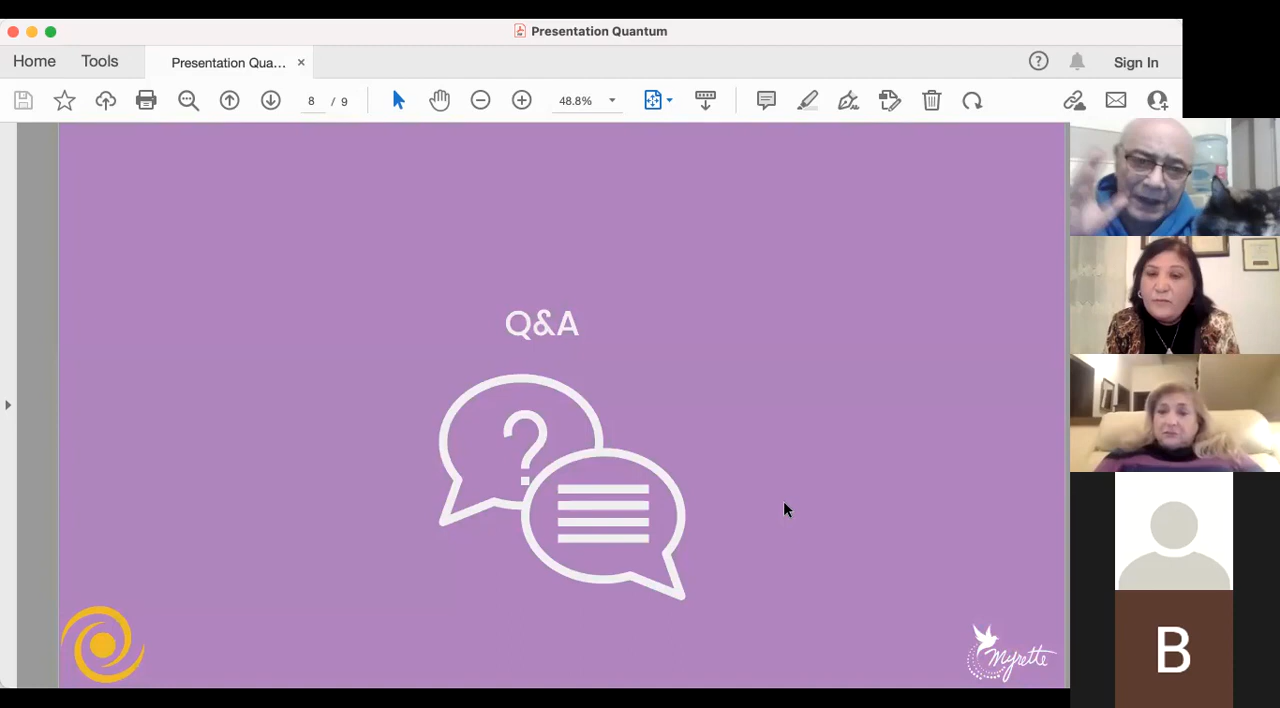 Presentation Quantum
Home
Tools
Presentation Qua...
Sign In
8 / 9
48.8%
Q&A
?
Myrette
B